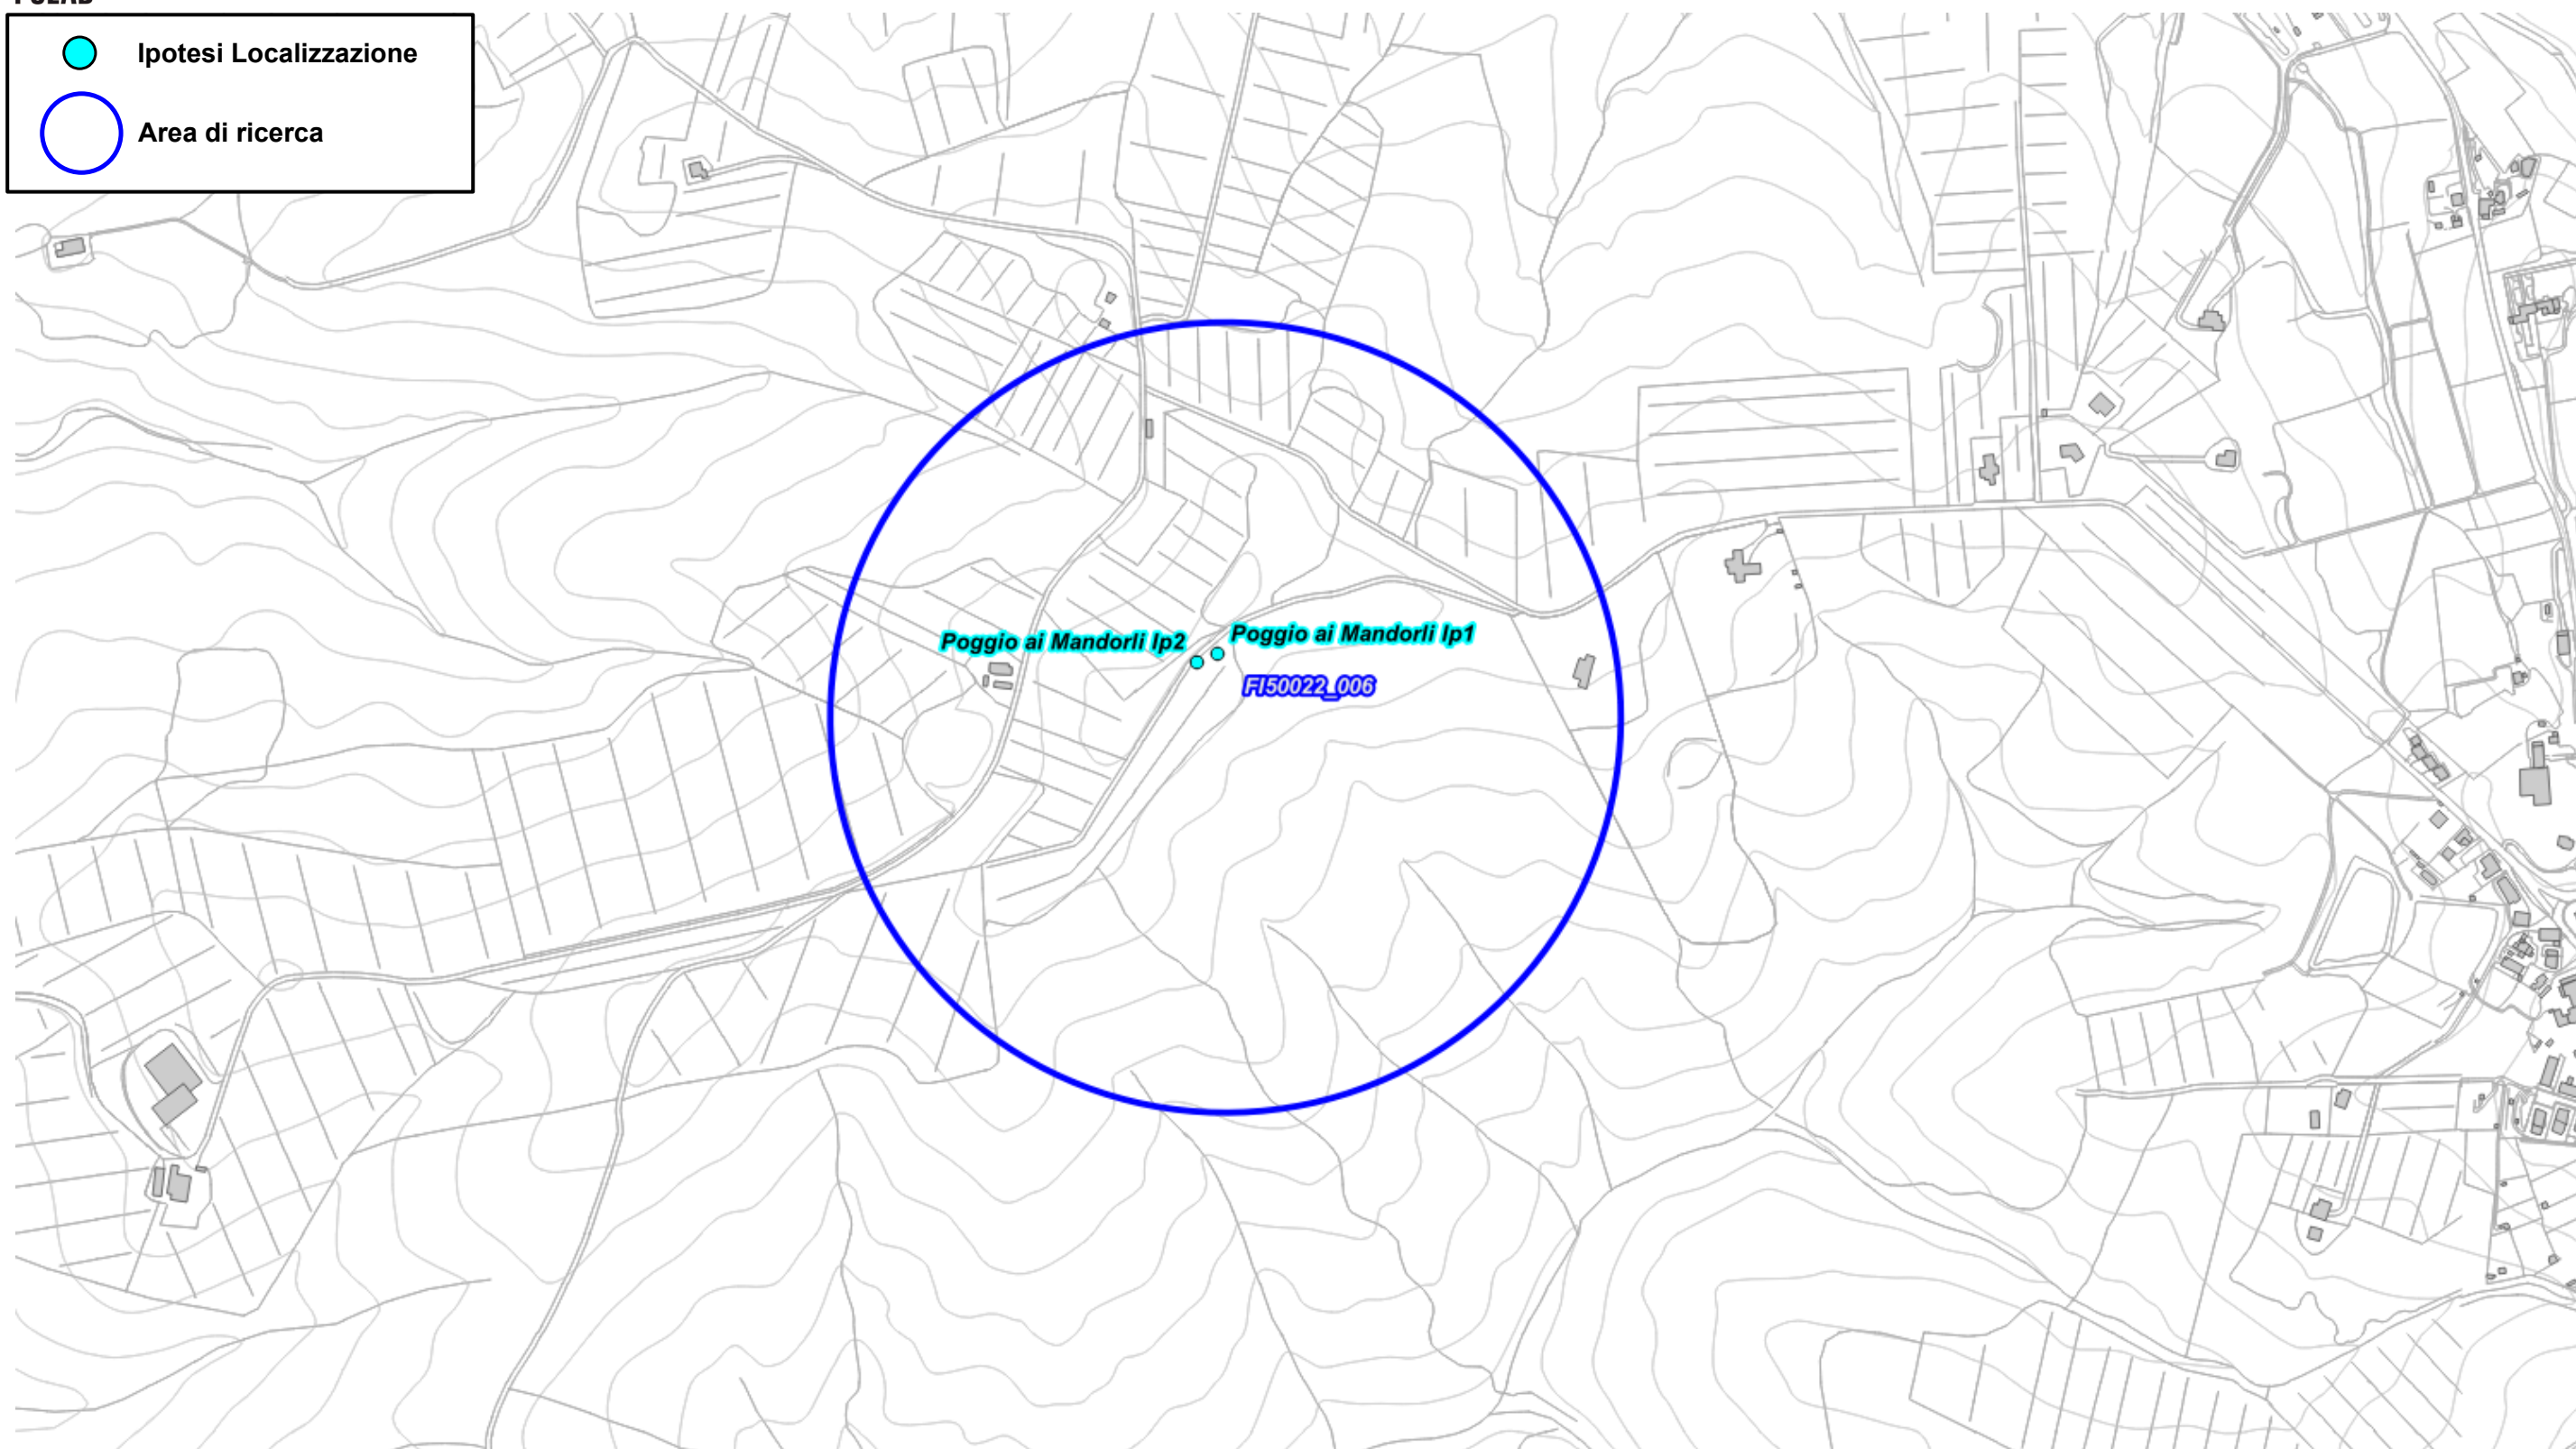 Ipotesi Localizzazione
Area di ricerca
Poggio ai Mandorli Ip2
Poggio ai Mandorli Ip1
FI50022_006